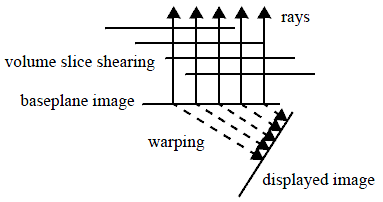 rays
volume slice shearing
baseplane image
warping
displayed image